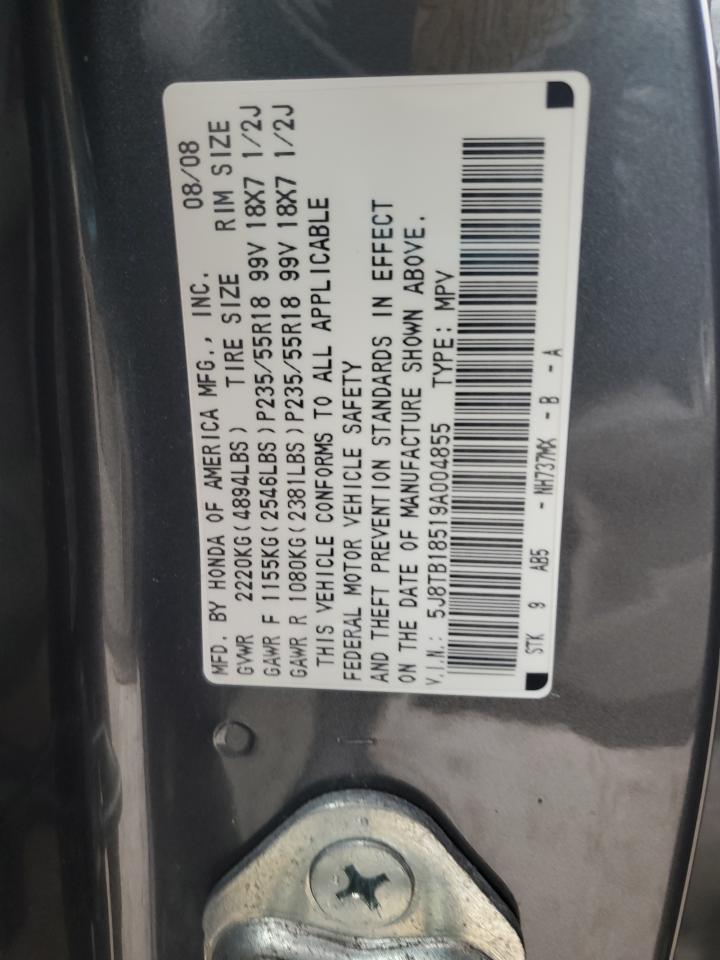 MFD. BY HONDA OF AMERICA MFG., INC. 08/08
GVWR 2220KG(4894LBS) TIRE SIZE RIM SIZE
GAWR F 1155KG(2546LBS)P235/55R18 99V 18X7 1/2J
GAWR R 1080KG(2381LBS)P235/55R18 99V 18X7 1/2J
THIS VEHICLE CONFORMS TO ALL APPLICABLE
FEDERAL MOTOR VEHICLE SAFETY
AND THEFT PREVENTION STANDARDS IN EFFECT
ON THE DATE OF MANUFACTURE SHOWN ABOVE.
V.I.N.: 5J8TB18519A004855 TYPE: MPV
STK 9 AB5 - NH737MX - B - A